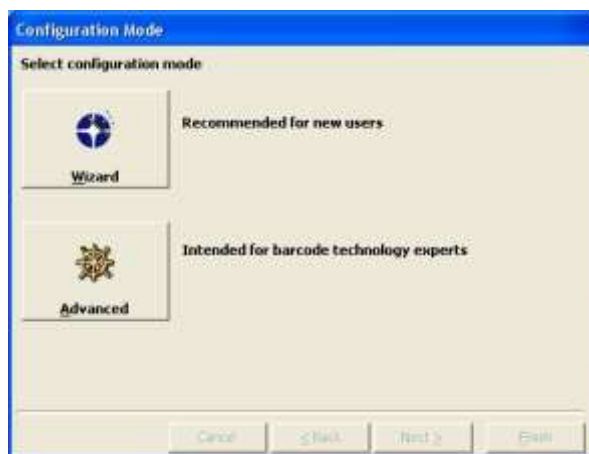 Configuration Mode
Select configuration mode
Recommended for new users
Wizard
Intended for barcode technology experts
Advanced
Cancel < Back Next > Finish